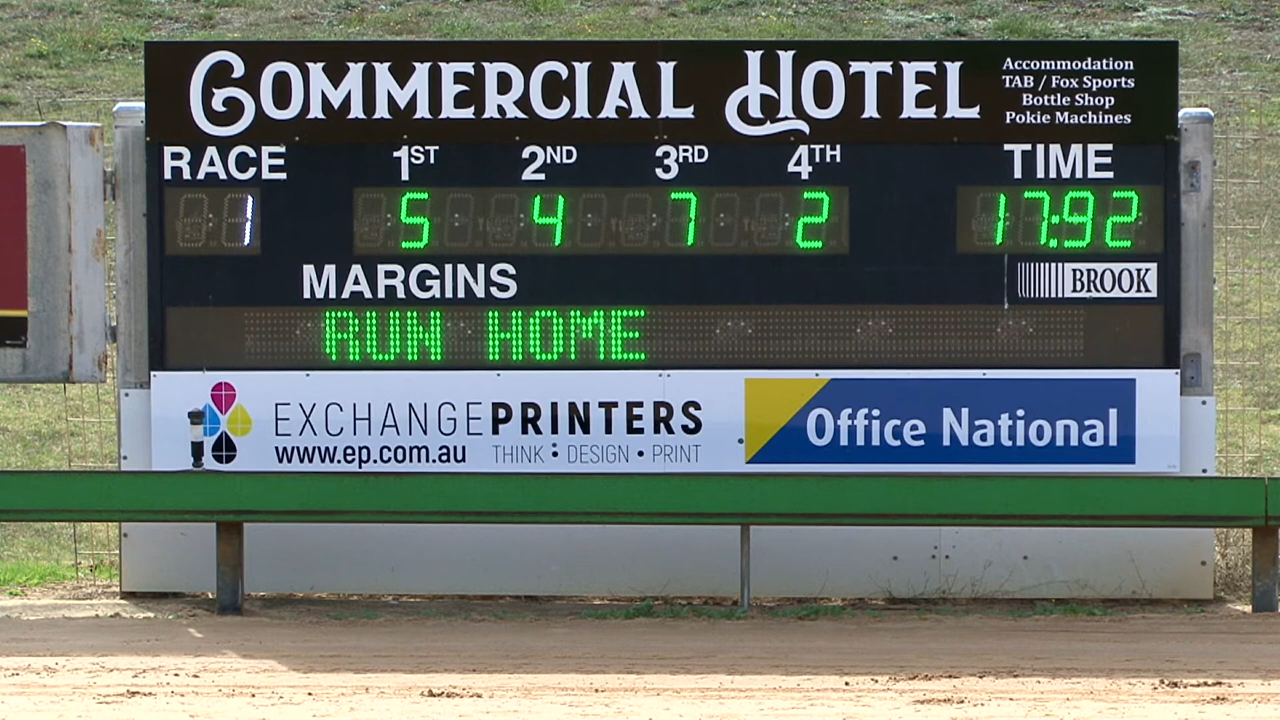 COMMERCIAL HOTEL
Accommodation
TAB / Fox Sports
Bottle Shop
Pokie Machines
RACE 1ST 2ND 3RD 4TH TIME
1 5 4 7 2 17:92
MARGINS
BROOK
RUN HOME
EXCHANGEPRINTERS
www.ep.com.au THINK : DESIGN • PRINT
Office National